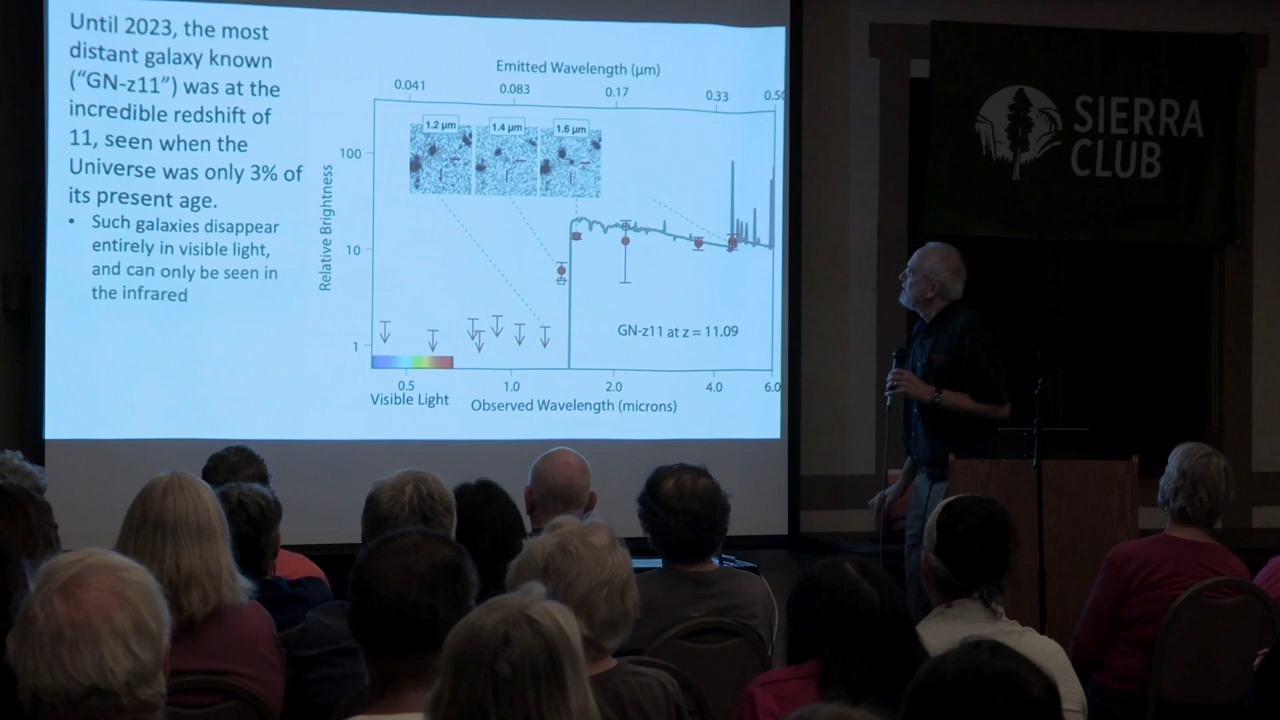 Until 2023, the most
distant galaxy known
(“GN-z11”) was at the
incredible redshift of
11, seen when the
Universe was only 3% of
its present age.
• Such galaxies disappear
entirely in visible light,
and can only be seen in
the infrared
Emitted Wavelength (µm)
0.041 0.083 0.17 0.33 0.50
1.2 µm 1.4 µm 1.6 µm
100
10
1
Relative Brightness
GN-z11 at z = 11.09
0.5 1.0 2.0 4.0 6.0
Visible Light
Observed Wavelength (microns)
SIERRA
CLUB